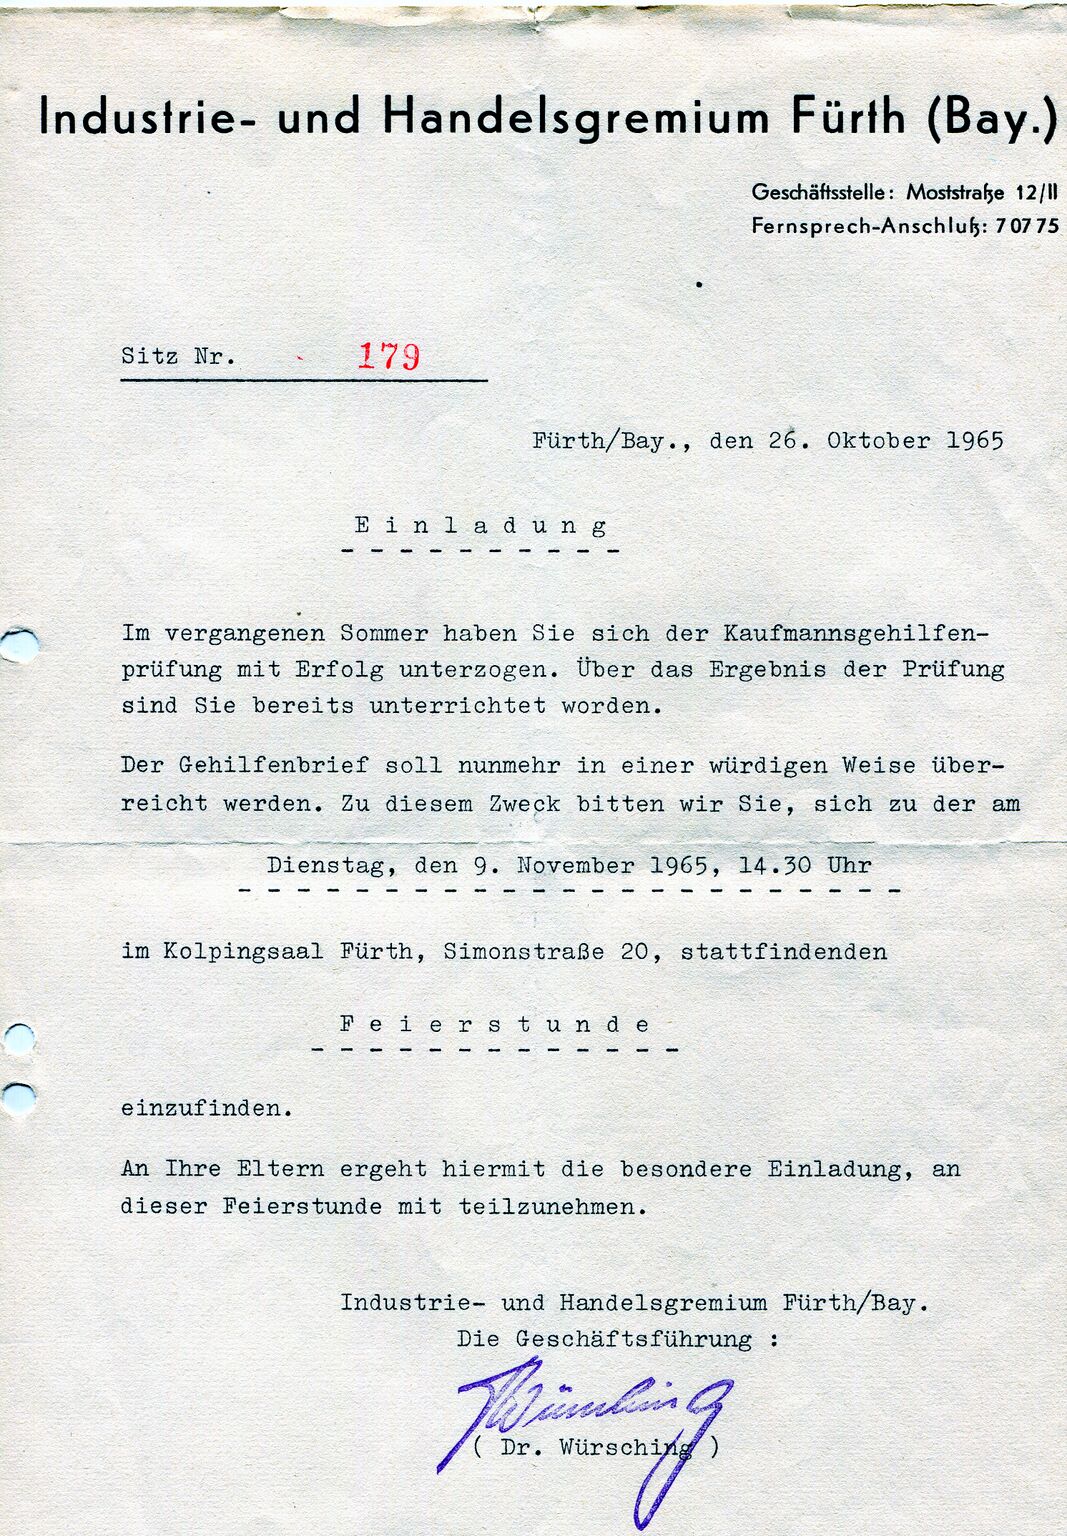 Industrie- und Handelsgremium Fürth (Bay.)
Geschäftsstelle: Moststraße 12/II
Fernsprech-Anschluß: 7 07 75
Sitz Nr. 179
Fürth/Bay., den 26. Oktober 1965
E i n l a d u n g
Im vergangenen Sommer haben Sie sich der Kaufmannsgehilfen-
prüfung mit Erfolg unterzogen. Über das Ergebnis der Prüfung
sind Sie bereits unterrichtet worden.
Der Gehilfenbrief soll nunmehr in einer würdigen Weise über-
reicht werden. Zu diesem Zweck bitten wir Sie, sich zu der am
Dienstag, den 9. November 1965, 14.30 Uhr
im Kolpingsaal Fürth, Simonstraße 20, stattfindenden
F e i e r s t u n d e
einzufinden.
An Ihre Eltern ergeht hiermit die besondere Einladung, an
dieser Feierstunde mit teilzunehmen.
Industrie- und Handelsgremium Fürth/Bay.
Die Geschäftsführung :
( Dr. Würsching )